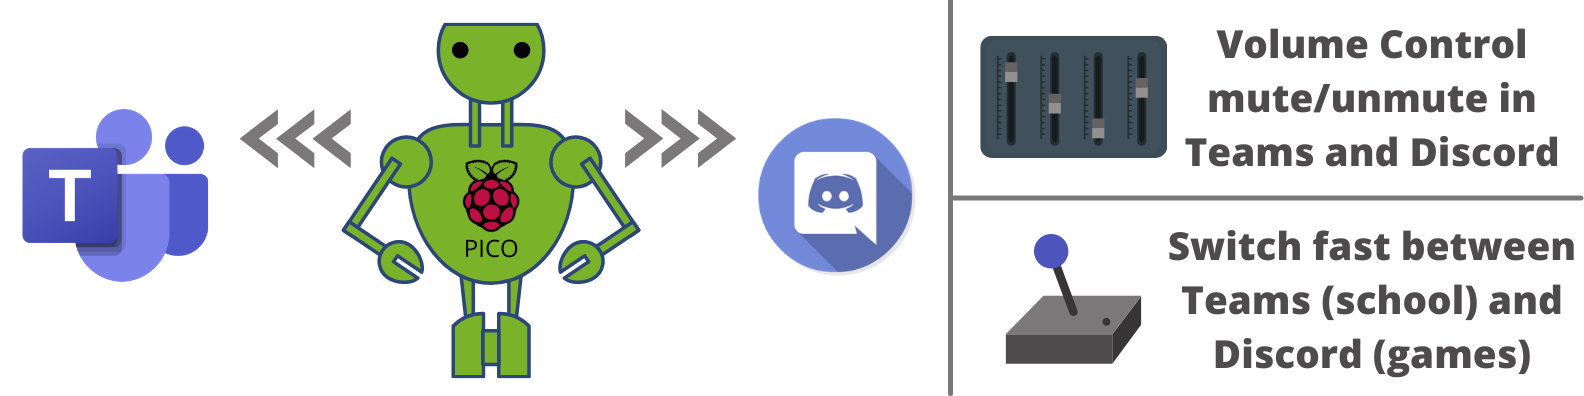 T
PICO
Volume Control
mute/unmute in
Teams and Discord
Switch fast between
Teams (school) and
Discord (games)